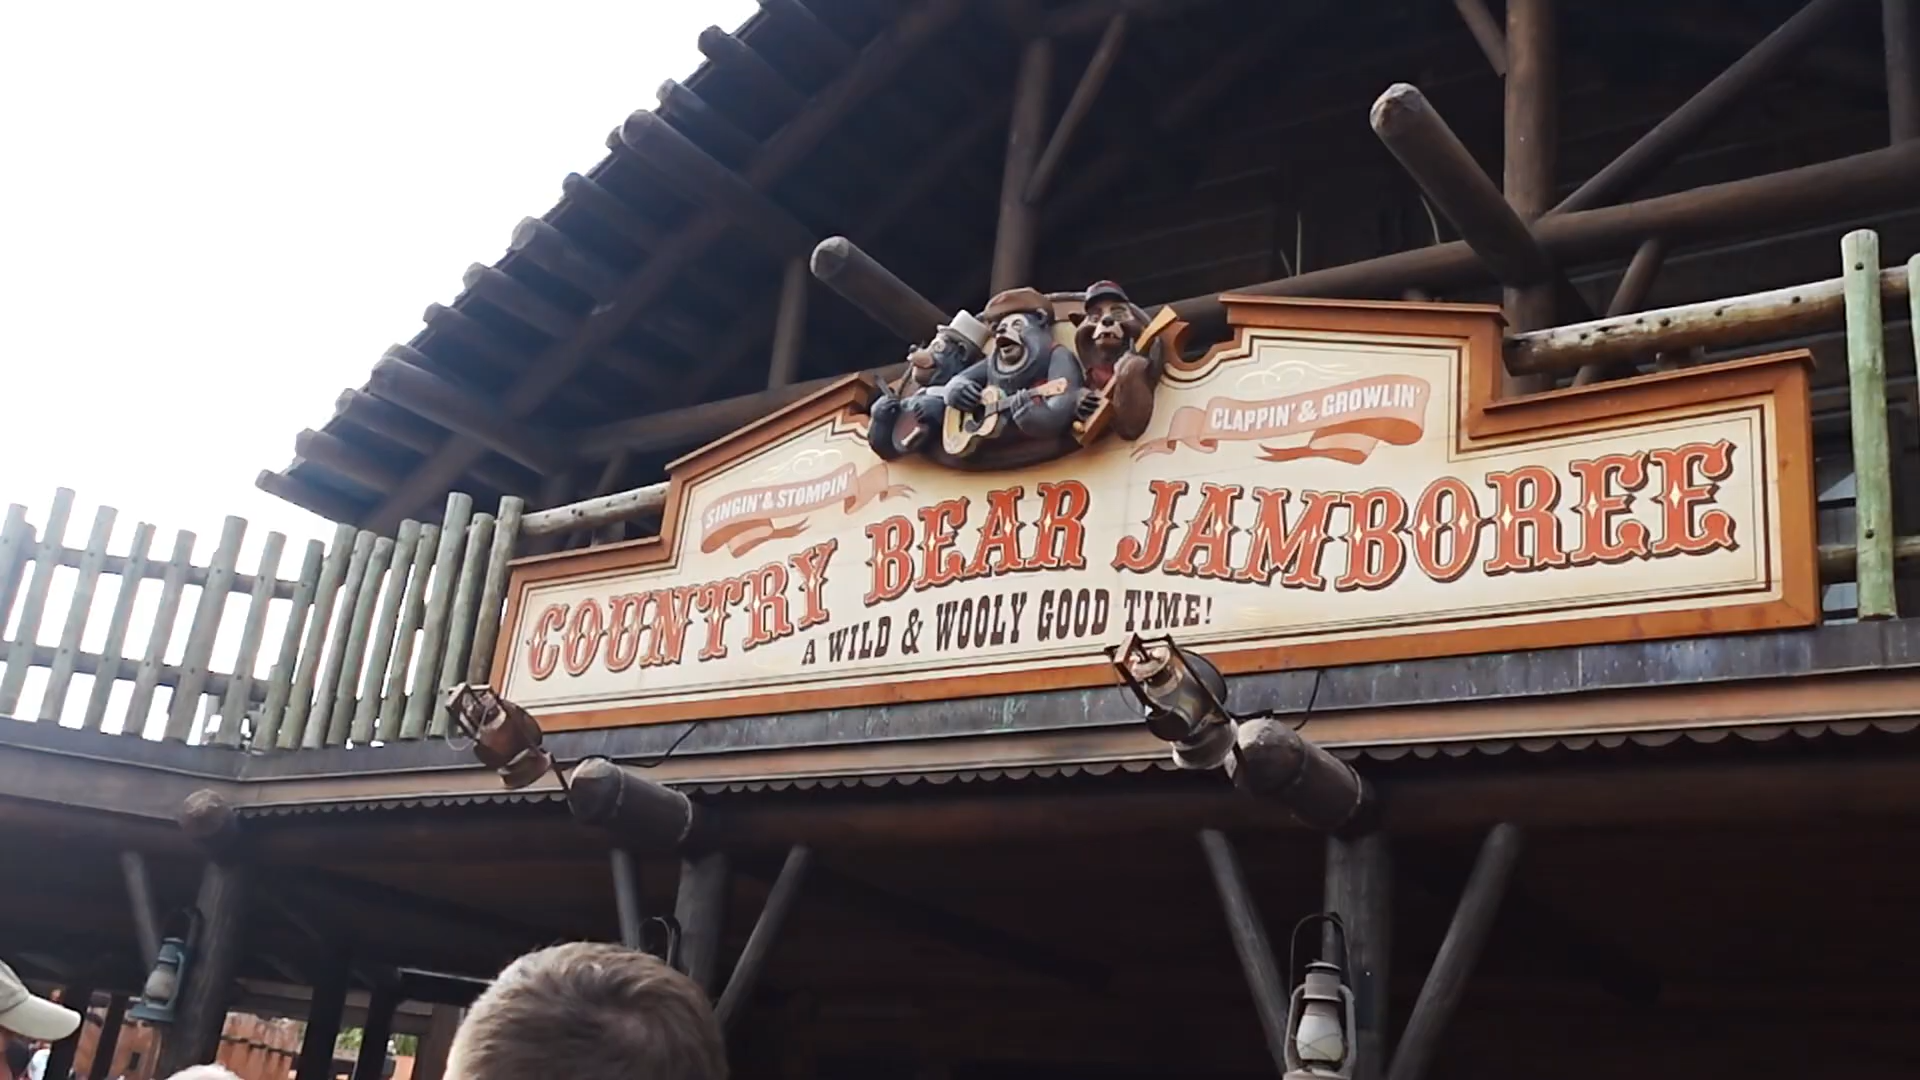 SINGIN' & STOMPIN'
CLAPPIN' & GROWLIN'
COUNTRY BEAR JAMBOREE
A WILD & WOOLY GOOD TIME!